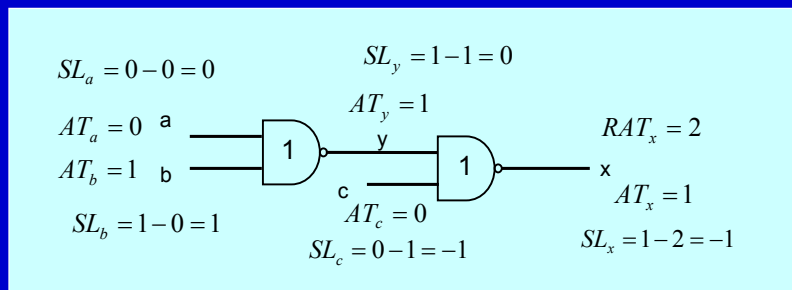 SL_y = 1 − 1 = 0
SL_a = 0 − 0 = 0
AT_y = 1
AT_a = 0 a
1
y
RAT_x = 2
AT_b = 1 b
1
x
c
AT_c = 0
AT_x = 1
SL_b = 1 − 0 = 1
SL_c = 0 − 1 = −1
SL_x = 1 − 2 = −1